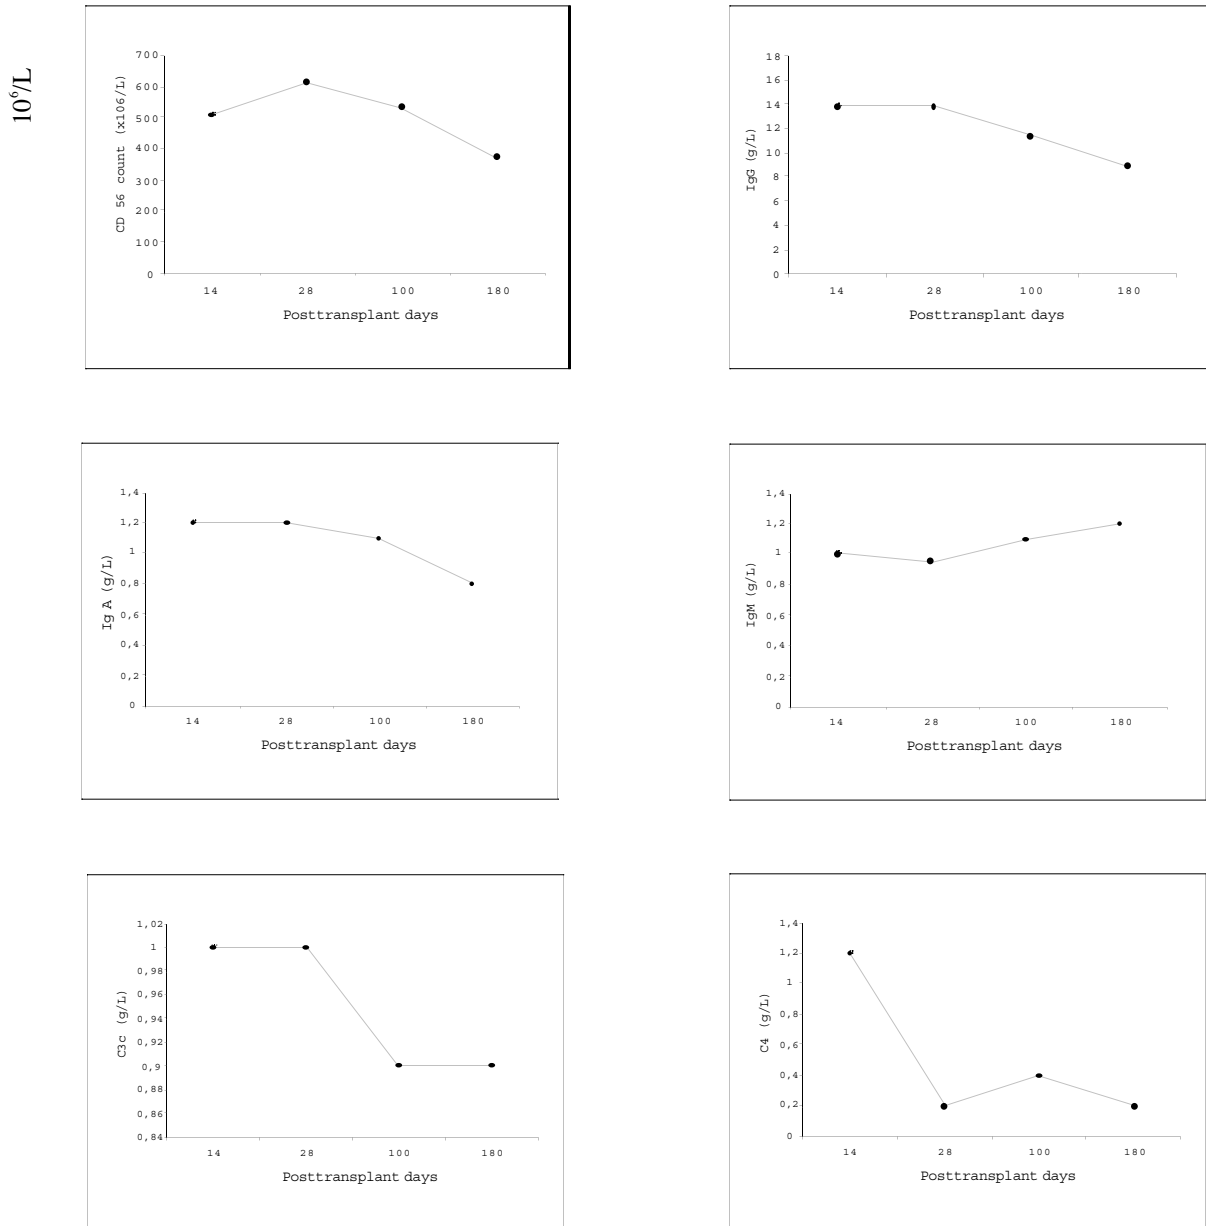 10⁶/L
700
600
500
400
300
200
100
0
CD 56 count (x106/L)
14 28 100 180
Posttransplant days
18
16
14
12
10
8
6
4
2
0
IgG (g/L)
14 28 100 180
Posttransplant days
1,4
1,2
1
0,8
0,6
0,4
0,2
0
Ig A (g/L)
14 28 100 180
Posttransplant days
1,4
1,2
1
0,8
0,6
0,4
0,2
0
IgM (g/L)
14 28 100 180
Posttransplant days
1,02
1
0,98
0,96
0,94
0,92
0,9
0,88
0,86
0,84
C3c (g/L)
14 28 100 180
Posttransplant days
1,4
1,2
1
0,8
0,6
0,4
0,2
0
C4 (g/L)
14 28 100 180
Posttransplant days